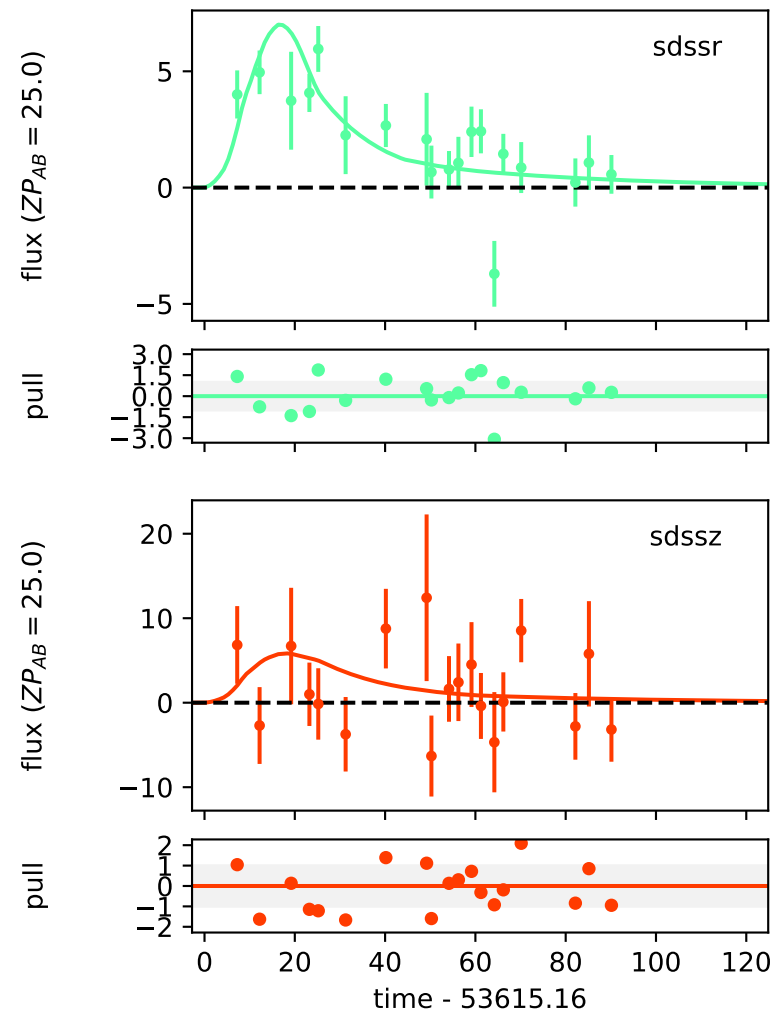 sdssr
flux (ZP_AB = 25.0)
5
0
−5
pull
3.0
1.5
0.0
−1.5
−3.0
sdssz
flux (ZP_AB = 25.0)
20
10
0
−10
pull
2
1
0
−1
−2
0 20 40 60 80 100 120
time - 53615.16